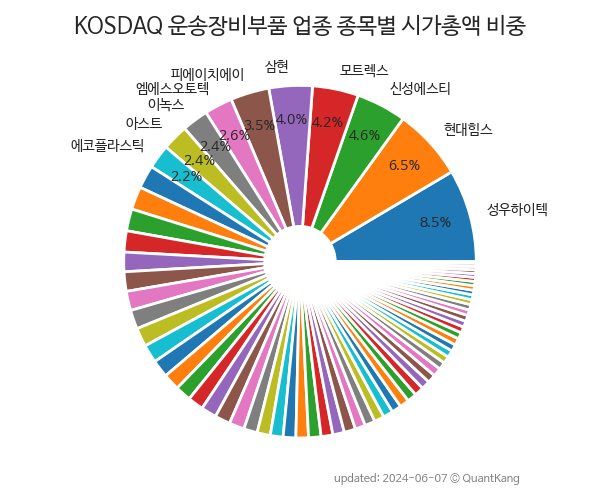 KOSDAQ 운송장비부품 업종 종목별 시가총액 비중
성우하이텍
8.5%
현대힘스
6.5%
신성에스티
4.6%
모트렉스
4.2%
삼현
4.0%
피에이치에이
3.5%
엠에스오토텍
2.6%
이녹스
2.4%
아스트
2.4%
에코플라스틱
2.2%
updated: 2024-06-07 © QuantKang